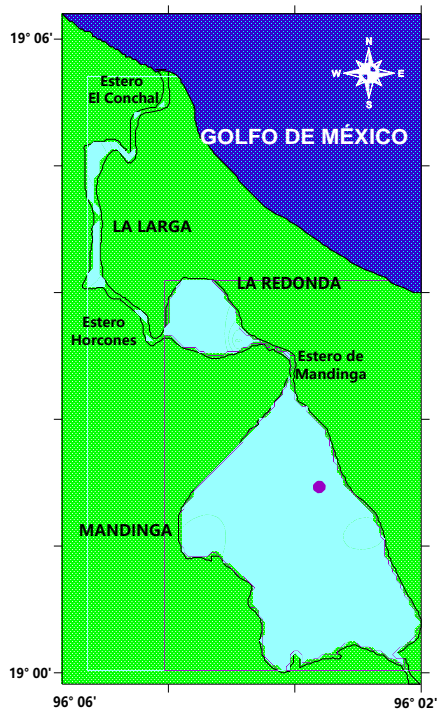 19° 06'
N
W E
S
Estero
El Conchal
GOLFO DE MÉXICO
LA LARGA
LA REDONDA
Estero
Horcones
Estero de
Mandinga
MANDINGA
19° 00'
96° 06' 96° 02'